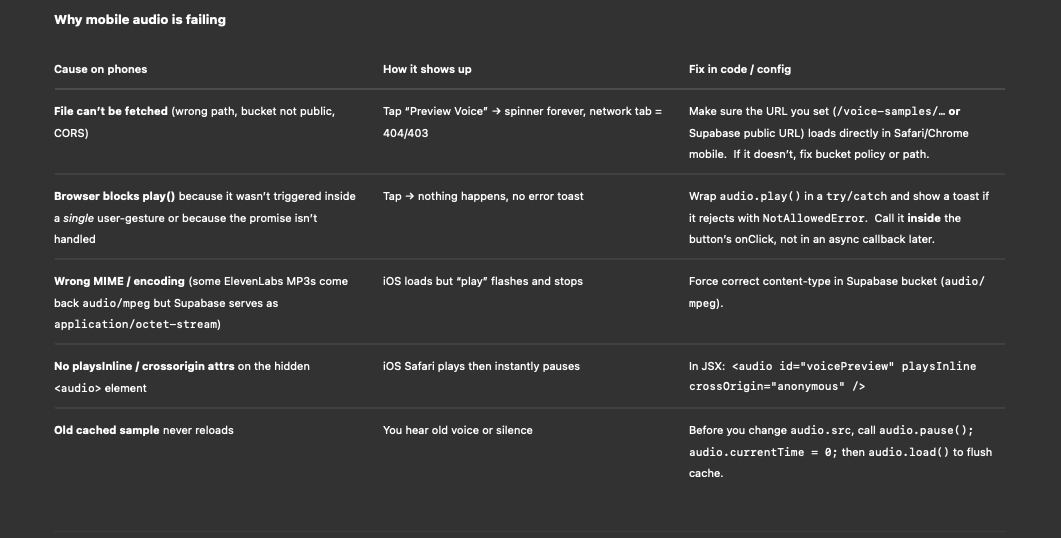 Why mobile audio is failing
Cause on phones How it shows up Fix in code / config
File can’t be fetched (wrong path, bucket not public, CORS)
Tap “Preview Voice” → spinner forever, network tab = 404/403
Make sure the URL you set (/voice-samples/… or Supabase public URL) loads directly in Safari/Chrome mobile. If it doesn’t, fix bucket policy or path.
Browser blocks play() because it wasn’t triggered inside a single user-gesture or because the promise isn’t handled
Tap → nothing happens, no error toast
Wrap audio.play() in a try/catch and show a toast if it rejects with NotAllowedError. Call it inside the button’s onClick, not in an async callback later.
Wrong MIME / encoding (some ElevenLabs MP3s come back audio/mpeg but Supabase serves as application/octet-stream)
iOS loads but “play” flashes and stops
Force correct content-type in Supabase bucket (audio/mpeg).
No playsInline / crossorigin attrs on the hidden <audio> element
iOS Safari plays then instantly pauses
In JSX: <audio id="voicePreview" playsInline crossOrigin="anonymous" />
Old cached sample never reloads
You hear old voice or silence
Before you change audio.src, call audio.pause(); audio.currentTime = 0; then audio.load() to flush cache.